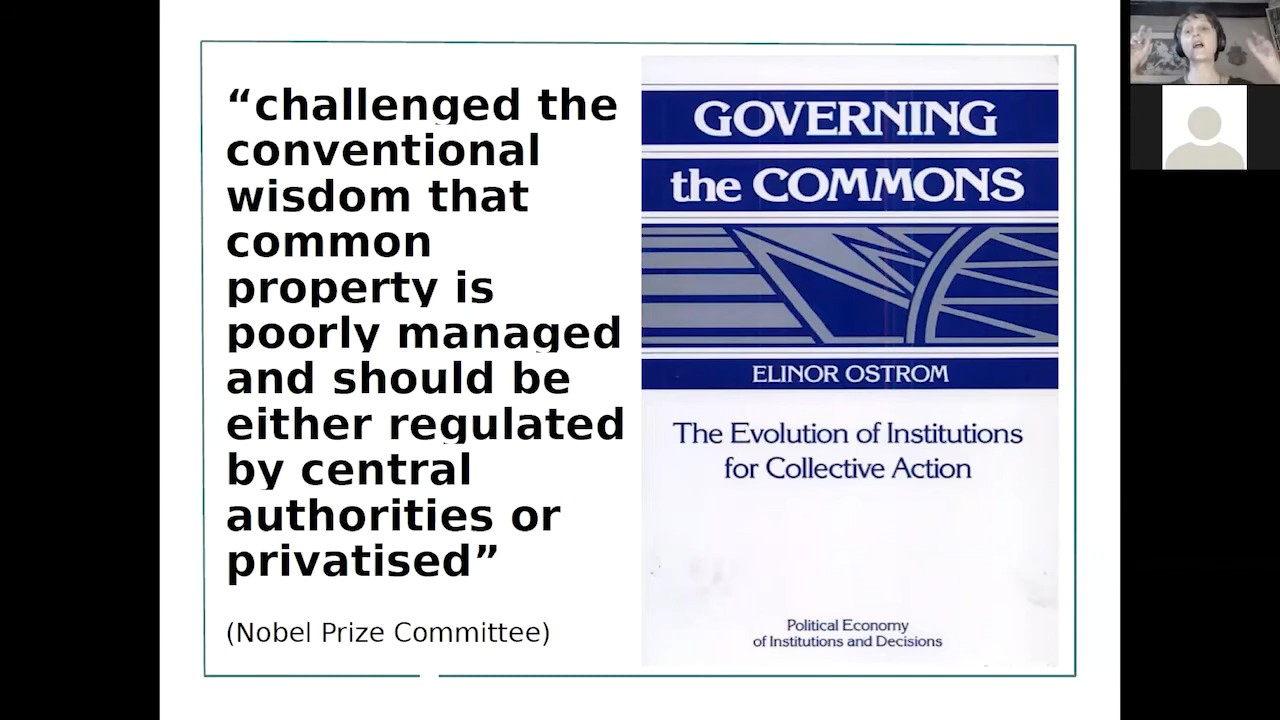 “challenged the
conventional
wisdom that
common
property is
poorly managed
and should be
either regulated
by central
authorities or
privatised”
(Nobel Prize Committee)
GOVERNING
the COMMONS
ELINOR OSTROM
The Evolution of Institutions
for Collective Action
Political Economy
of Institutions and Decisions